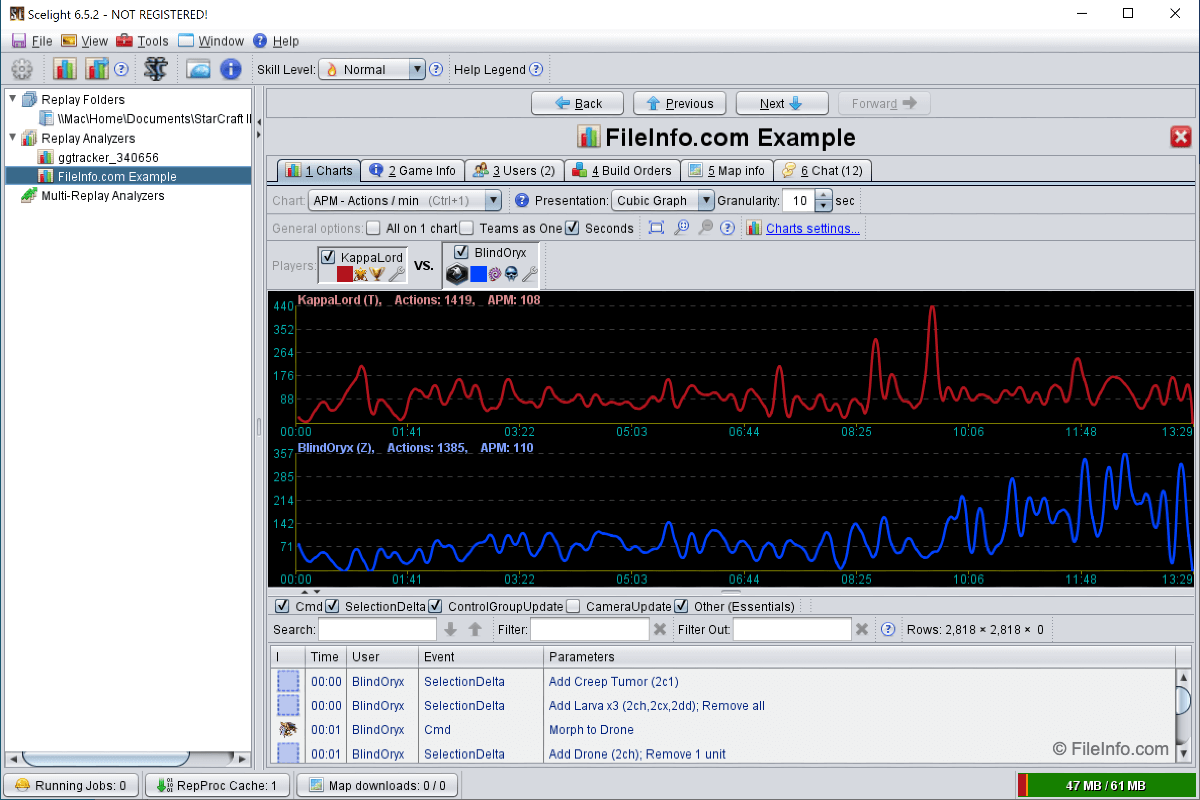 Scelight 6.5.2 - NOT REGISTERED!
File View Tools Window Help
Skill Level: Normal Help Legend
Replay Folders
\\Mac\Home\Documents\StarCraft II
Replay Analyzers
ggtracker_340656
FileInfo.com Example
Multi-Replay Analyzers
Back Previous Next Forward
FileInfo.com Example
1 Charts 2 Game Info 3 Users (2) 4 Build Orders 5 Map info 6 Chat (12)
Chart: APM - Actions / min (Ctrl+1) Presentation: Cubic Graph Granularity: 10 sec
General options: All on 1 chart Teams as One Seconds Charts settings...
Players: KappaLord VS. BlindOryx
KappaLord (T), Actions: 1419, APM: 108
440
352
264
176
88
00:00 01:41 03:22 05:03 06:44 08:25 10:06 11:48 13:29
BlindOryx (Z), Actions: 1385, APM: 110
357
285
214
142
71
00:00 01:41 03:22 05:03 06:44 08:25 10:06 11:48 13:29
Cmd SelectionDelta ControlGroupUpdate CameraUpdate Other (Essentials)
Search: Filter: Filter Out: Rows: 2,818 × 2,818 × 0
I Time User Event Parameters
00:00 BlindOryx SelectionDelta Add Creep Tumor (2c1)
00:00 BlindOryx SelectionDelta Add Larva x3 (2ch,2cx,2dd); Remove all
00:01 BlindOryx Cmd Morph to Drone
00:01 BlindOryx SelectionDelta Add Drone (2ch); Remove 1 unit
© FileInfo.com
Running Jobs: 0 RepProc Cache: 1 Map downloads: 0 / 0 47 MB / 61 MB